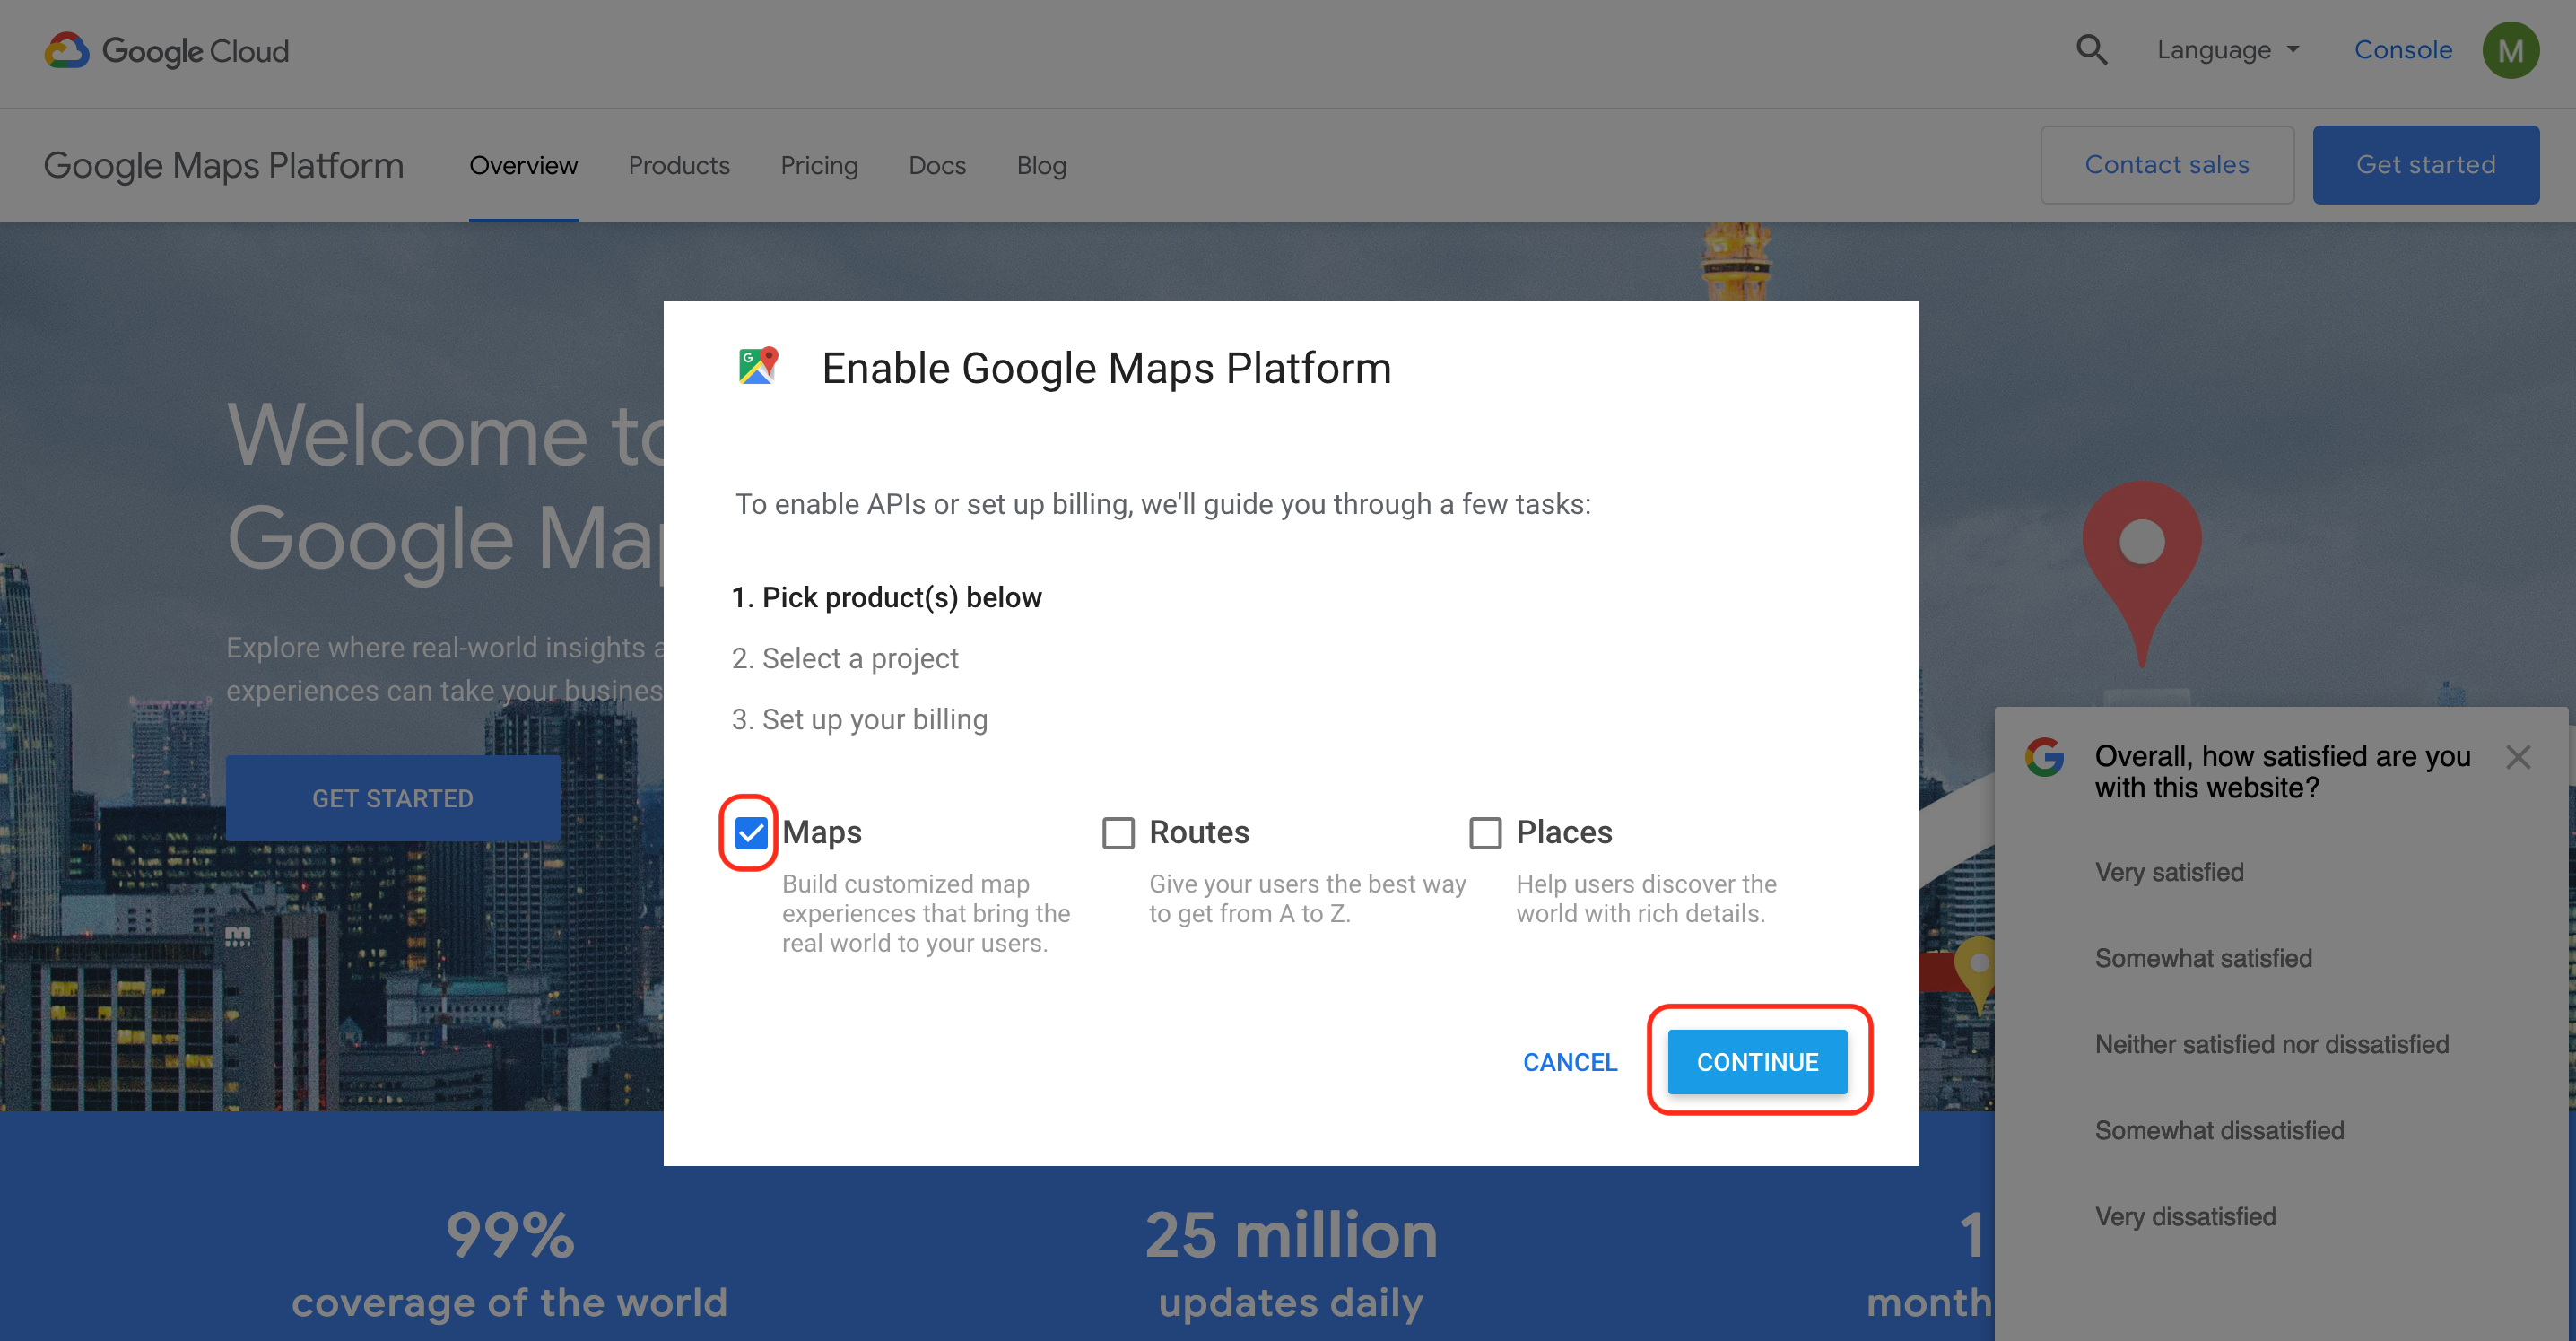 Google Cloud
Language
Console
M
Google Maps Platform
Overview
Products
Pricing
Docs
Blog
Contact sales
Get started
Welcome to
Google Ma
Explore where real-world insights a
experiences can take your busines
GET STARTED
G
Enable Google Maps Platform
To enable APIs or set up billing, we'll guide you through a few tasks:
1. Pick product(s) below
2. Select a project
3. Set up your billing
Maps
Build customized map
experiences that bring the
real world to your users.
Routes
Give your users the best way
to get from A to Z.
Places
Help users discover the
world with rich details.
CANCEL
CONTINUE
G
Overall, how satisfied are you
with this website?
Very satisfied
Somewhat satisfied
Neither satisfied nor dissatisfied
Somewhat dissatisfied
Very dissatisfied
99%
coverage of the world
25 million
updates daily
1
month